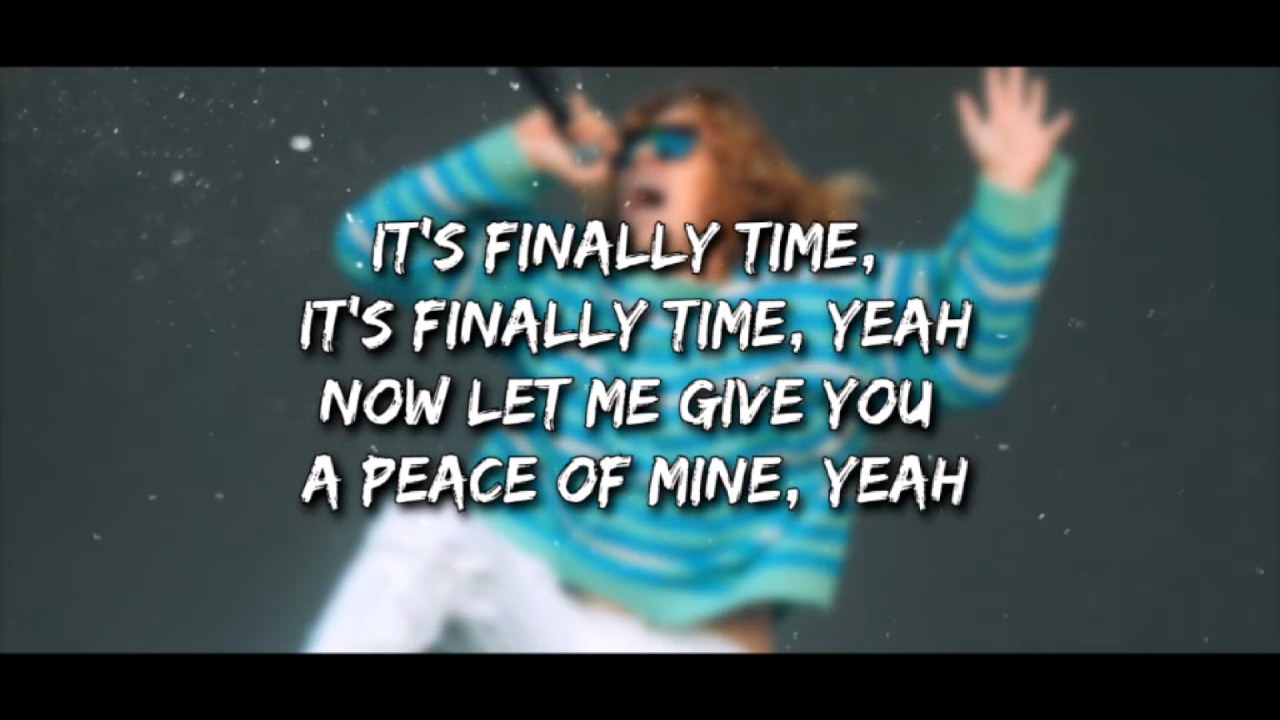 IT'S FINALLY TIME,
IT'S FINALLY TIME, YEAH
NOW LET ME GIVE YOU
A PEACE OF MINE, YEAH